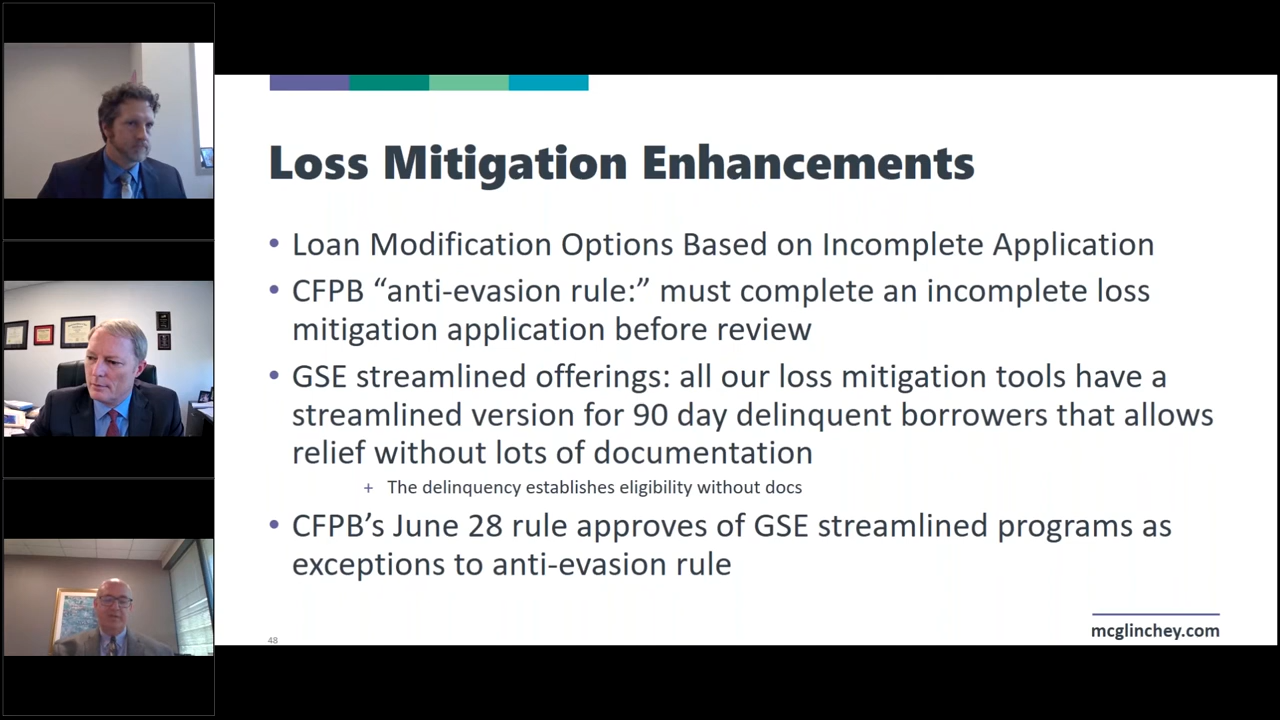 Loss Mitigation Enhancements
• Loan Modification Options Based on Incomplete Application
• CFPB “anti-evasion rule:” must complete an incomplete loss
mitigation application before review
• GSE streamlined offerings: all our loss mitigation tools have a
streamlined version for 90 day delinquent borrowers that allows
relief without lots of documentation
+ The delinquency establishes eligibility without docs
• CFPB’s June 28 rule approves of GSE streamlined programs as
exceptions to anti-evasion rule
48
mcglinchey.com